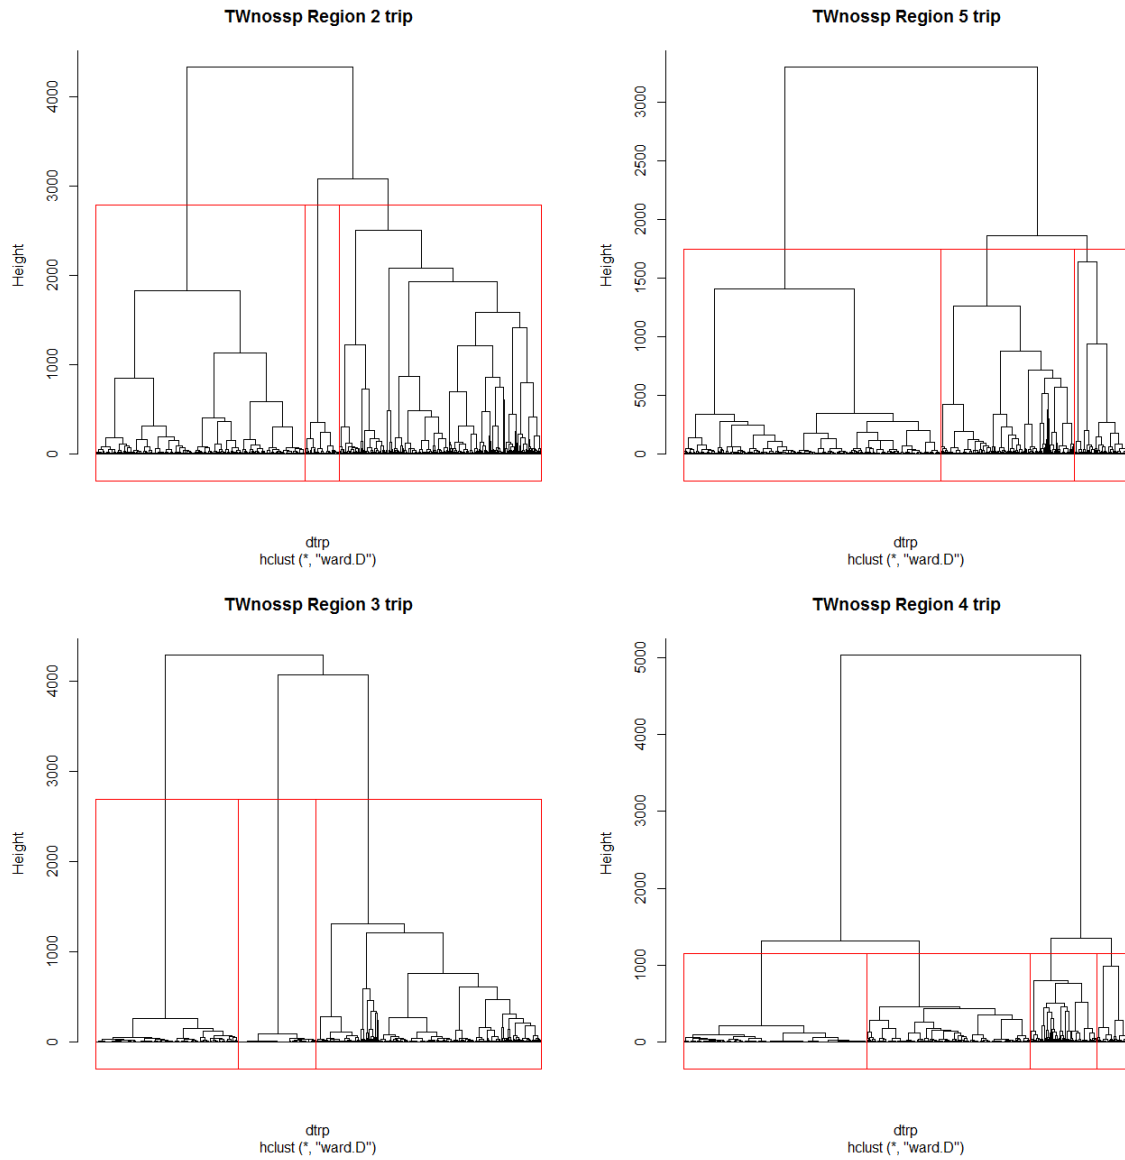 TWnossp Region 2 trip
Height
4000
3000
2000
1000
0
dtrp
hclust (*, "ward.D")
TWnossp Region 5 trip
Height
3000
2500
2000
1500
1000
500
0
dtrp
hclust (*, "ward.D")
TWnossp Region 3 trip
Height
4000
3000
2000
1000
0
dtrp
hclust (*, "ward.D")
TWnossp Region 4 trip
Height
5000
4000
3000
2000
1000
0
dtrp
hclust (*, "ward.D")